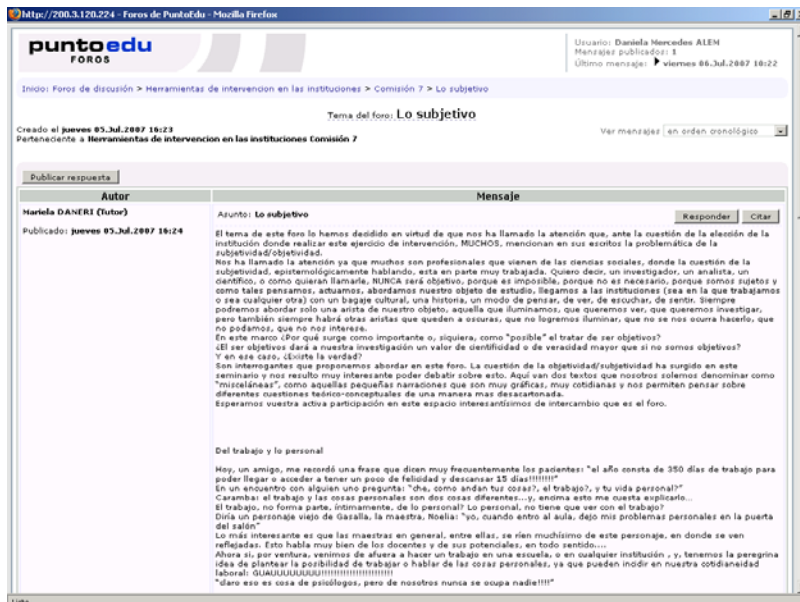 http://200.3.120.224 - Foros de PuntoEdu - Mozilla Firefox
puntoedu
FOROS
Usuario: Daniela Mercedes ALEM
Mensajes publicados: 1
Último mensaje: viernes 06.Jul.2007 10:22
Inicio: Foros de discusión > Herramientas de intervencion en las instituciones > Comisión 7 > Lo subjetivo
Tema del foro: Lo subjetivo
Creado el jueves 05.Jul.2007 16:23
Perteneciente a Herramientas de intervencion en las instituciones Comisión 7
Ver mensajes en orden cronológico
Publicar respuesta
Autor Mensaje
Mariela DANERI (Tutor)
Publicado: jueves 05.Jul.2007 16:24
Asunto: Lo subjetivo
Responder Citar
El tema de este foro lo hemos decidido en virtud de que nos ha llamado la atención que, ante la cuestión de la elección de la
institución donde realizar este ejercicio de intervención, MUCHOS, mencionan en sus escritos la problemática de la
subjetividad/objetividad.
Nos ha llamado la atención ya que muchos son profesionales que vienen de las ciencias sociales, donde la cuestión de la
subjetividad, epistemológicamente hablando, esta en parte muy trabajada. Quiero decir, un investigador, un analista, un
científico, o como quieran llamarle, NUNCA será objetivo, porque es imposible, porque no es necesario, porque somos sujetos y
como tales pensamos, actuamos, abordamos nuestro objeto de estudio, llegamos a las instituciones (sea en la que trabajamos
o sea cualquier otra) con un bagaje cultural, una historia, un modo de pensar, de ver, de escuchar, de sentir. Siempre
podremos abordar solo una arista de nuestro objeto, aquella que iluminamos, que queremos ver, que queremos investigar,
pero también siempre habrá otras aristas que queden a oscuras, que no logremos iluminar, que no se nos ocurra hacerlo, que
no podamos, que no nos interese.
En este marco ¿Por qué surge como importante o, siquiera, como "posible" el tratar de ser objetivos?
¿El ser objetivos dará a nuestra investigación un valor de cientificidad o de veracidad mayor que si no somos objetivos?
Y en ese caso, ¿Existe la verdad?
Son interrogantes que proponemos abordar en este foro. La cuestión de la objetividad/subjetividad ha surgido en este
seminario y nos resulto muy interesante poder debatir sobre esto. Aquí van dos textos que nosotros solemos denominar como
"misceláneas", como aquellas pequeñas narraciones que son muy gráficas, muy cotidianas y nos permiten pensar sobre
diferentes cuestiones teórico-conceptuales de una manera mas desacartonada.
Esperamos vuestra activa participación en este espacio interesantísimos de intercambio que es el foro.
Del trabajo y lo personal
Hoy, un amigo, me recordó una frase que dicen muy frecuentemente los pacientes: "el año consta de 350 días de trabajo para
poder llegar o acceder a tener un poco de felicidad y descansar 15 días!!!!!!!!"
En un encuentro con alguien uno pregunta: "che, como andan tus cosas?, el trabajo?, y tu vida personal?"
Caramba: el trabajo y las cosas personales son dos cosas diferentes...y, encima esto me cuesta explicarlo...
El trabajo, no forma parte, íntimamente, de lo personal? Lo personal, no tiene que ver con el trabajo?
Diría un personaje viejo de Gasalla, la maestra, Noelia: "yo, cuando entro al aula, dejo mis problemas personales en la puerta
del salón"
Lo más interesante es que las maestras en general, entre ellas, se ríen muchísimo de este personaje, en donde se ven
reflejadas. Esto habla muy bien de los docentes y de sus potenciales, en todo sentido....
Ahora si, por ventura, venimos de afuera a hacer un trabajo en una escuela, o en cualquier institución , y, tenemos la peregrina
idea de plantear la posibilidad de trabajar o hablar de las cosas personales, ya que pueden incidir en nuestra cotidianeidad
laboral: GUAUUUUUUUU!!!!!!!!!!!!!!!!!!!!!!
"claro eso es cosa de psicólogos, pero de nosotros nunca se ocupa nadie!!!!"